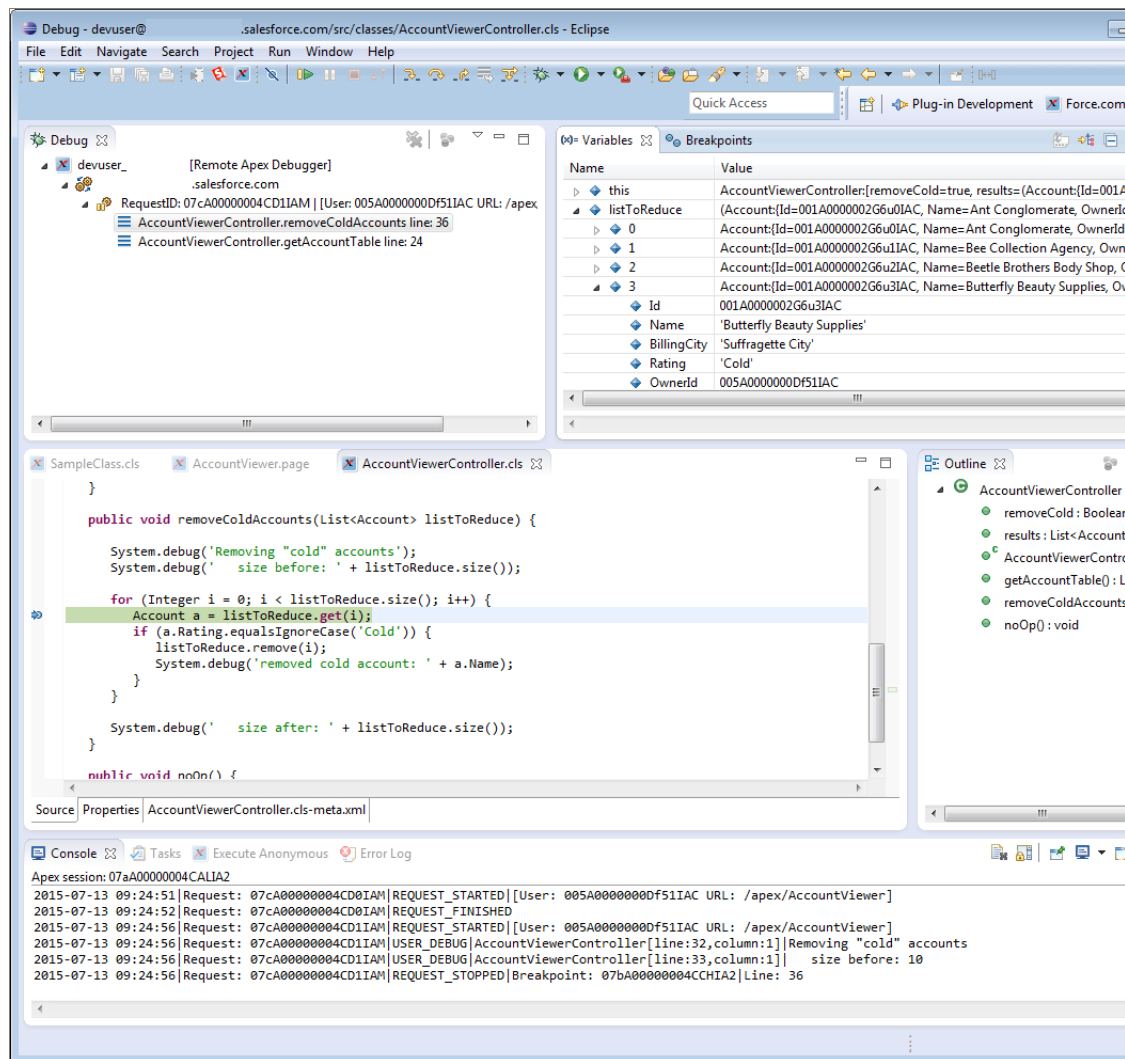 Debug - devuser@ .salesforce.com/src/classes/AccountViewerController.cls - Eclipse
File Edit Navigate Search Project Run Window Help
Quick Access
Plug-in Development
Force.com
Debug
devuser_ [Remote Apex Debugger]
.salesforce.com
RequestID: 07cA00000004CD1IAM | [User: 005A0000000Df51IAC URL: /apex,
AccountViewerController.removeColdAccounts line: 36
AccountViewerController.getAccountTable line: 24
(x)= Variables
Breakpoints
Name Value
this AccountViewerController:[removeCold=true, results=(Account:{Id=001A
listToReduce (Account:{Id=001A0000002G6u0IAC, Name=Ant Conglomerate, OwnerId
0 Account:{Id=001A0000002G6u0IAC, Name=Ant Conglomerate, OwnerId
1 Account:{Id=001A0000002G6u1IAC, Name=Bee Collection Agency, Own
2 Account:{Id=001A0000002G6u2IAC, Name=Beetle Brothers Body Shop, O
3 Account:{Id=001A0000002G6u3IAC, Name=Butterfly Beauty Supplies, Ow
Id 001A0000002G6u3IAC
Name 'Butterfly Beauty Supplies'
BillingCity 'Suffragette City'
Rating 'Cold'
OwnerId 005A0000000Df51IAC
SampleClass.cls AccountViewer.page AccountViewerController.cls
}
public void removeColdAccounts(List<Account> listToReduce) {
System.debug('Removing "cold" accounts');
System.debug('   size before: ' + listToReduce.size());
for (Integer i = 0; i < listToReduce.size(); i++) {
Account a = listToReduce.get(i);
if (a.Rating.equalsIgnoreCase('Cold')) {
listToReduce.remove(i);
System.debug('removed cold account: ' + a.Name);
}
}
System.debug('   size after: ' + listToReduce.size());
}
public void noOp() {
Source Properties AccountViewerController.cls-meta.xml
Outline
AccountViewerController
removeCold : Boolean
results : List<Account
AccountViewerContro
getAccountTable() : L
removeColdAccounts
noOp() : void
Console Tasks Execute Anonymous Error Log
Apex session: 07aA00000004CALIA2
2015-07-13 09:24:51|Request: 07cA00000004CD0IAM|REQUEST_STARTED|[User: 005A0000000Df51IAC URL: /apex/AccountViewer]
2015-07-13 09:24:52|Request: 07cA00000004CD0IAM|REQUEST_FINISHED
2015-07-13 09:24:56|Request: 07cA00000004CD1IAM|REQUEST_STARTED|[User: 005A0000000Df51IAC URL: /apex/AccountViewer]
2015-07-13 09:24:56|Request: 07cA00000004CD1IAM|USER_DEBUG|AccountViewerController[line:32,column:1]|Removing "cold" accounts
2015-07-13 09:24:56|Request: 07cA00000004CD1IAM|USER_DEBUG|AccountViewerController[line:33,column:1]|   size before: 10
2015-07-13 09:24:56|Request: 07cA00000004CD1IAM|REQUEST_STOPPED|Breakpoint: 07bA00000004CCHIA2|Line: 36